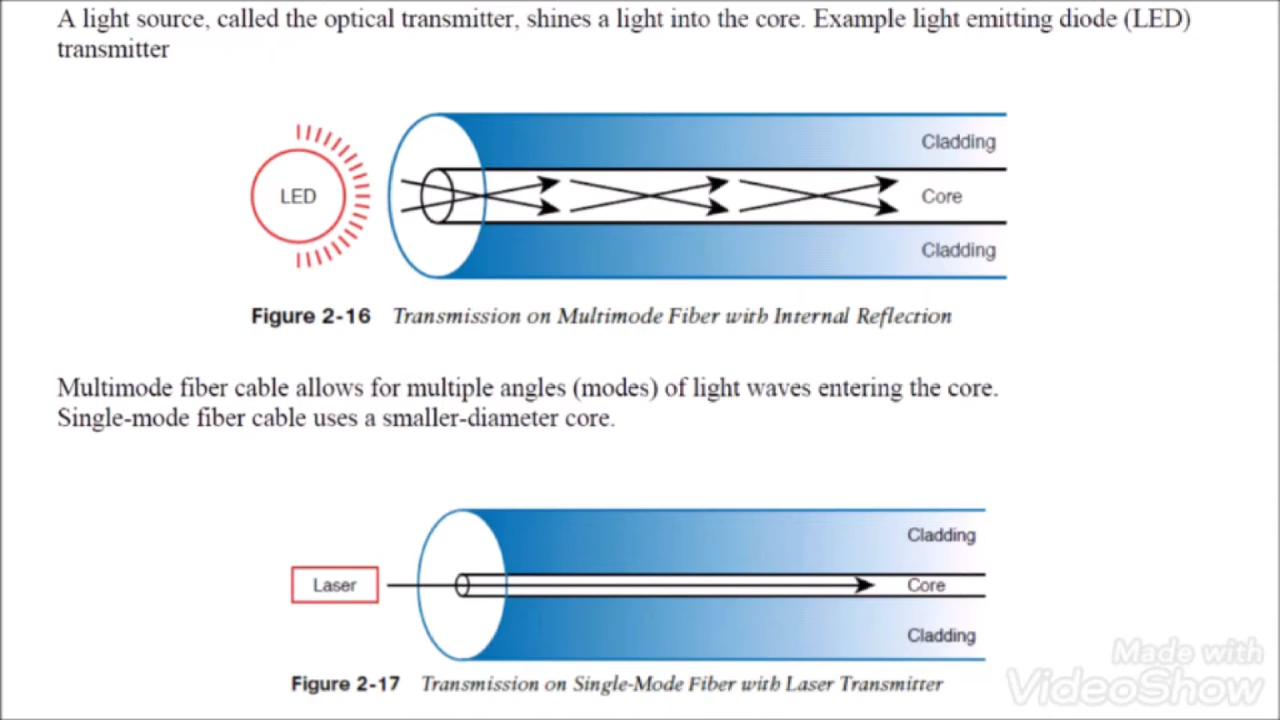 A light source, called the optical transmitter, shines a light into the core. Example light emitting diode (LED)
transmitter
Cladding
LED
Core
Cladding
Figure 2-16 Transmission on Multimode Fiber with Internal Reflection
Multimode fiber cable allows for multiple angles (modes) of light waves entering the core.
Single-mode fiber cable uses a smaller-diameter core.
Cladding
Laser
Core
Cladding
Figure 2-17 Transmission on Single-Mode Fiber with Laser Transmitter
Made with
VideoShow